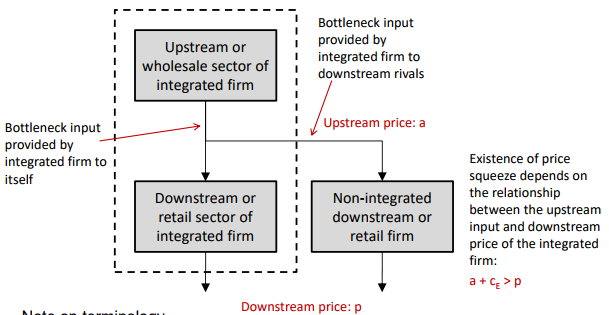 Bottleneck input
provided by
integrated firm to
downstream rivals
Upstream or
wholesale sector of
integrated firm
Upstream price: a
Bottleneck input
provided by
integrated firm to
itself
Downstream or
retail sector of
integrated firm
Non-integrated
downstream or
retail firm
Existence of price
squeeze depends on
the relationship
between the upstream
input and downstream
price of the integrated
firm:
a + cE > p
Downstream price: p
Note on terminology